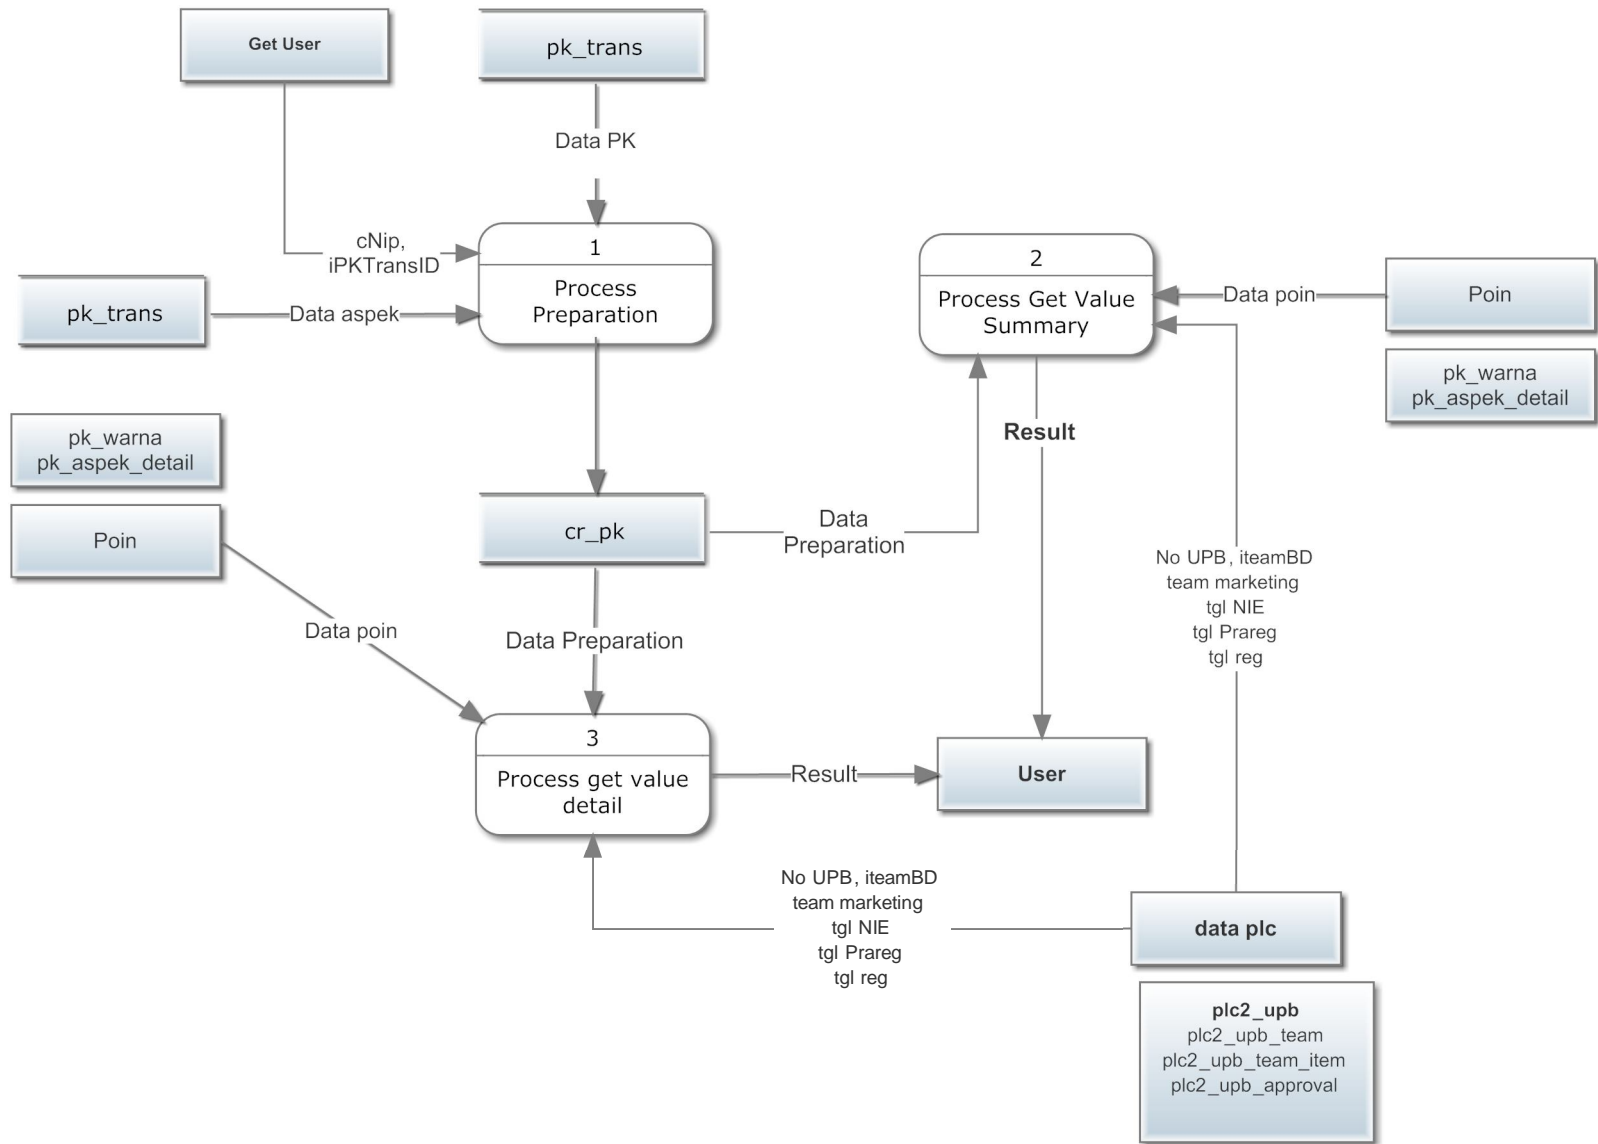 Get User
pk_trans
Data PK
cNip,
iPKTransID
1
Process
Preparation
pk_trans
Data aspek
2
Process Get Value
Summary
Data poin
Poin
pk_warna
pk_aspek_detail
Result
pk_warna
pk_aspek_detail
Poin
cr_pk
Data
Preparation
No UPB, iteamBD
team marketing
tgl NIE
tgl Prareg
tgl reg
Data poin
Data Preparation
3
Process get value
detail
Result
User
No UPB, iteamBD
team marketing
tgl NIE
tgl Prareg
tgl reg
data plc
plc2_upb
plc2_upb_team
plc2_upb_team_item
plc2_upb_approval